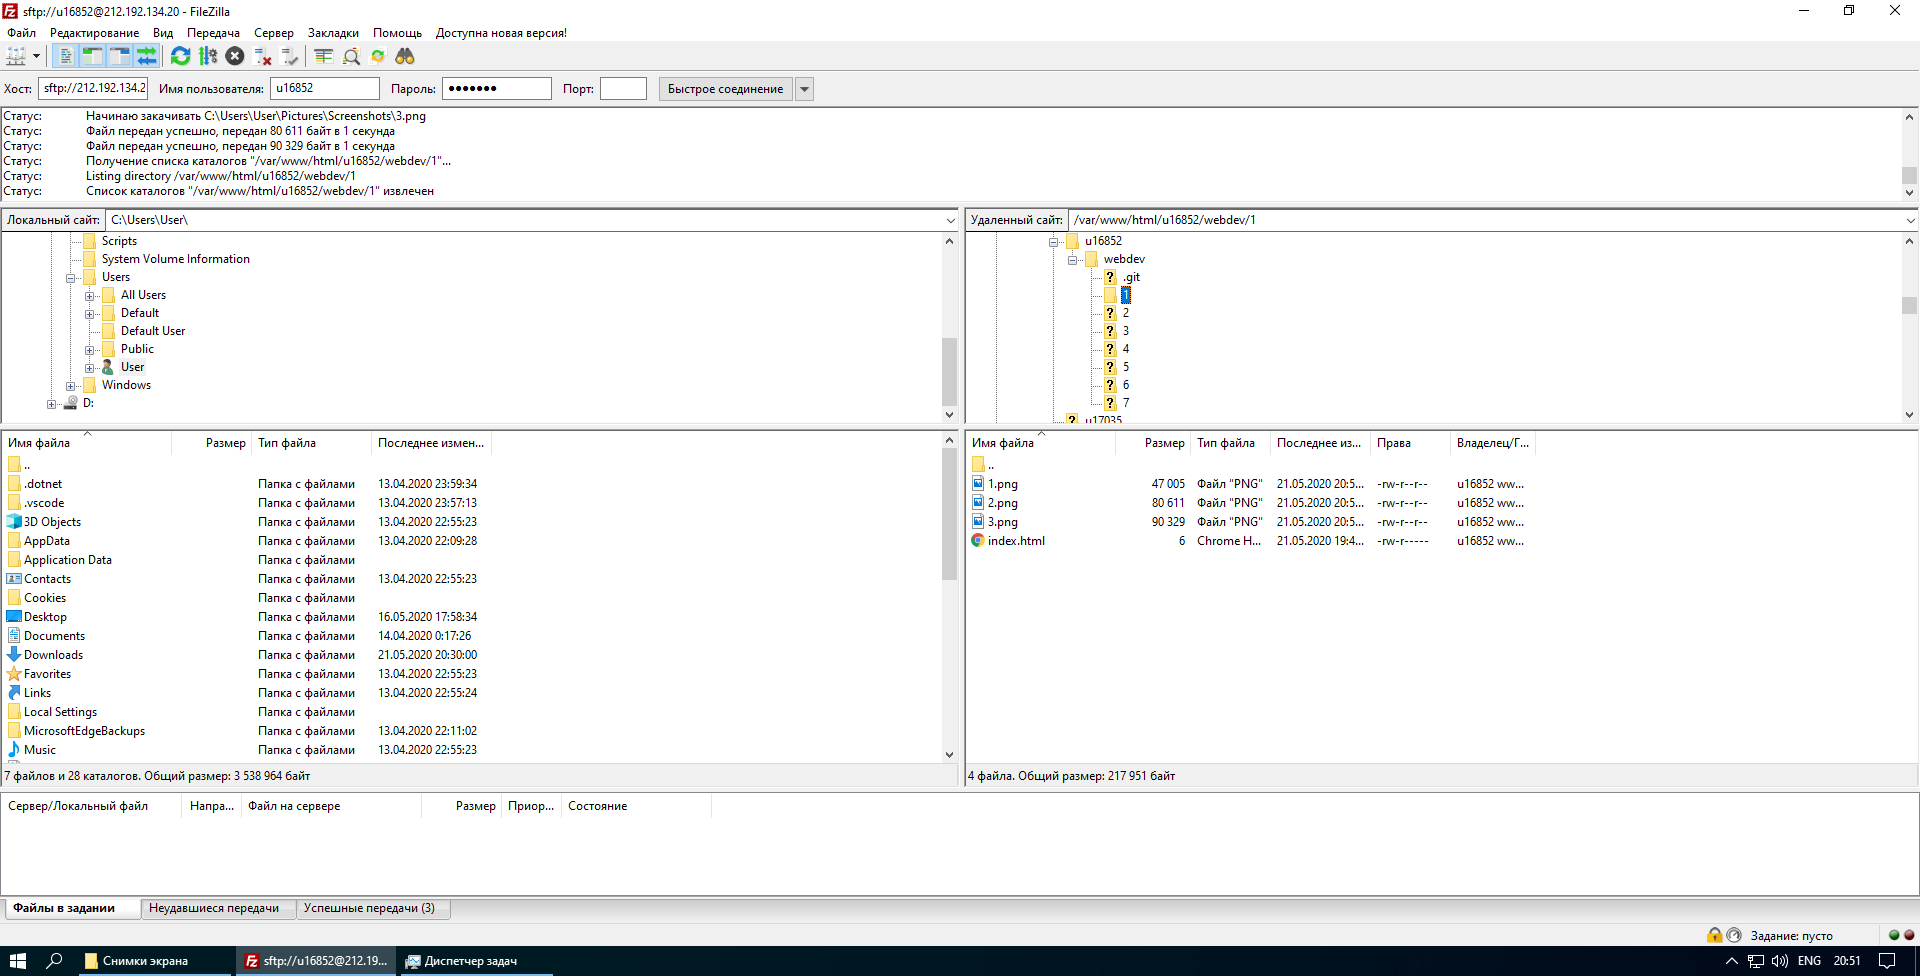 sftp://u16852@212.192.134.20 - FileZilla
Файл Редактирование Вид Передача Сервер Закладки Помощь Доступна новая версия!
Хост: sftp://212.192.134.2 Имя пользователя: u16852 Пароль: ●●●●●●● Порт: Быстрое соединение
Статус: Начинаю закачивать C:\Users\User\Pictures\Screenshots\3.png
Статус: Файл передан успешно, передан 80 611 байт в 1 секунда
Статус: Файл передан успешно, передан 90 329 байт в 1 секунда
Статус: Получение списка каталогов "/var/www/html/u16852/webdev/1"...
Статус: Listing directory /var/www/html/u16852/webdev/1
Статус: Список каталогов "/var/www/html/u16852/webdev/1" извлечен
Локальный сайт: C:\Users\User\
Scripts
System Volume Information
Users
All Users
Default
Default User
Public
User
Windows
D:
Имя файла Размер Тип файла Последнее измен...
..
.dotnet Папка с файлами 13.04.2020 23:59:34
.vscode Папка с файлами 13.04.2020 23:57:13
3D Objects Папка с файлами 13.04.2020 22:55:23
AppData Папка с файлами 13.04.2020 22:09:28
Application Data Папка с файлами
Contacts Папка с файлами 13.04.2020 22:55:23
Cookies Папка с файлами
Desktop Папка с файлами 16.05.2020 17:58:34
Documents Папка с файлами 14.04.2020 0:17:26
Downloads Папка с файлами 21.05.2020 20:30:00
Favorites Папка с файлами 13.04.2020 22:55:23
Links Папка с файлами 13.04.2020 22:55:24
Local Settings Папка с файлами
MicrosoftEdgeBackups Папка с файлами 13.04.2020 22:11:02
Music Папка с файлами 13.04.2020 22:55:23
7 файлов и 28 каталогов. Общий размер: 3 538 964 байт
Удаленный сайт: /var/www/html/u16852/webdev/1
u16852
webdev
.git
1
2
3
4
5
6
7
u17035
Имя файла Размер Тип файла Последнее из... Права Владелец/Г...
..
1.png 47 005 Файл "PNG" 21.05.2020 20:5... -rw-r--r-- u16852 ww...
2.png 80 611 Файл "PNG" 21.05.2020 20:5... -rw-r--r-- u16852 ww...
3.png 90 329 Файл "PNG" 21.05.2020 20:5... -rw-r--r-- u16852 ww...
index.html 6 Chrome H... 21.05.2020 19:4... -rw-r----- u16852 ww...
4 файла. Общий размер: 217 951 байт
Сервер/Локальный файл Напра... Файл на сервере Размер Приор... Состояние
Файлы в задании Неудавшиеся передачи Успешные передачи (3)
Задание: пусто
Снимки экрана sftp://u16852@212.19... Диспетчер задач ENG 20:51